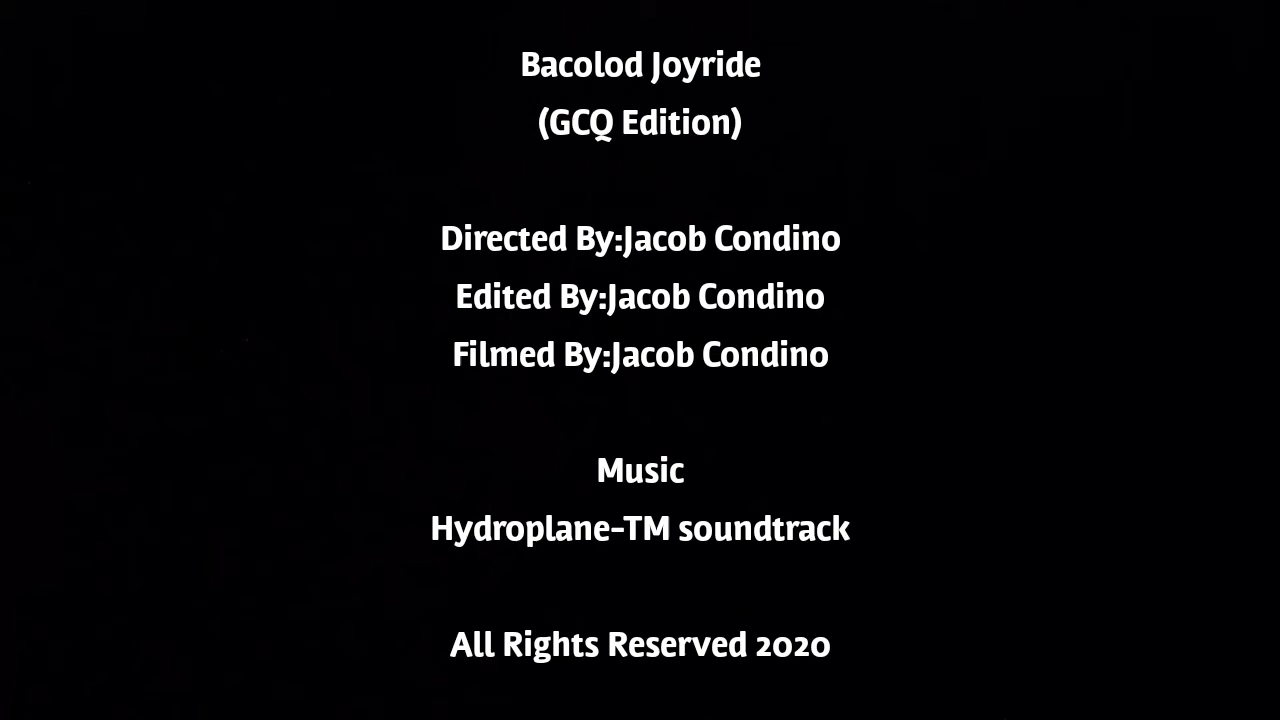 Bacolod Joyride
(GCQ Edition)
Directed By:Jacob Condino
Edited By:Jacob Condino
Filmed By:Jacob Condino
Music
Hydroplane-TM soundtrack
All Rights Reserved 2020